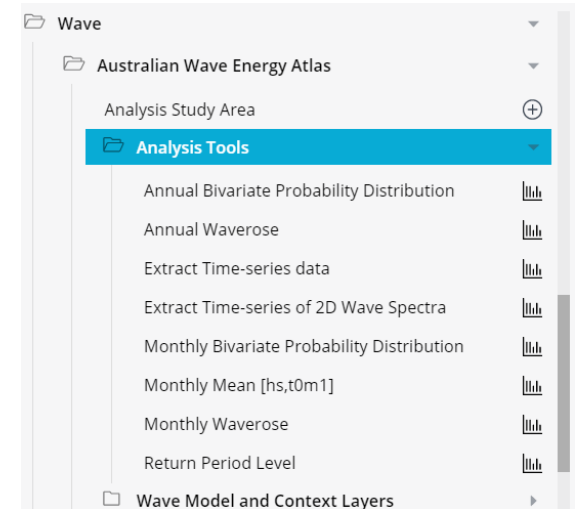 Wave
Australian Wave Energy Atlas
Analysis Study Area
Analysis Tools
Annual Bivariate Probability Distribution
Annual Waverose
Extract Time-series data
Extract Time-series of 2D Wave Spectra
Monthly Bivariate Probability Distribution
Monthly Mean [hs,t0m1]
Monthly Waverose
Return Period Level
Wave Model and Context Layers